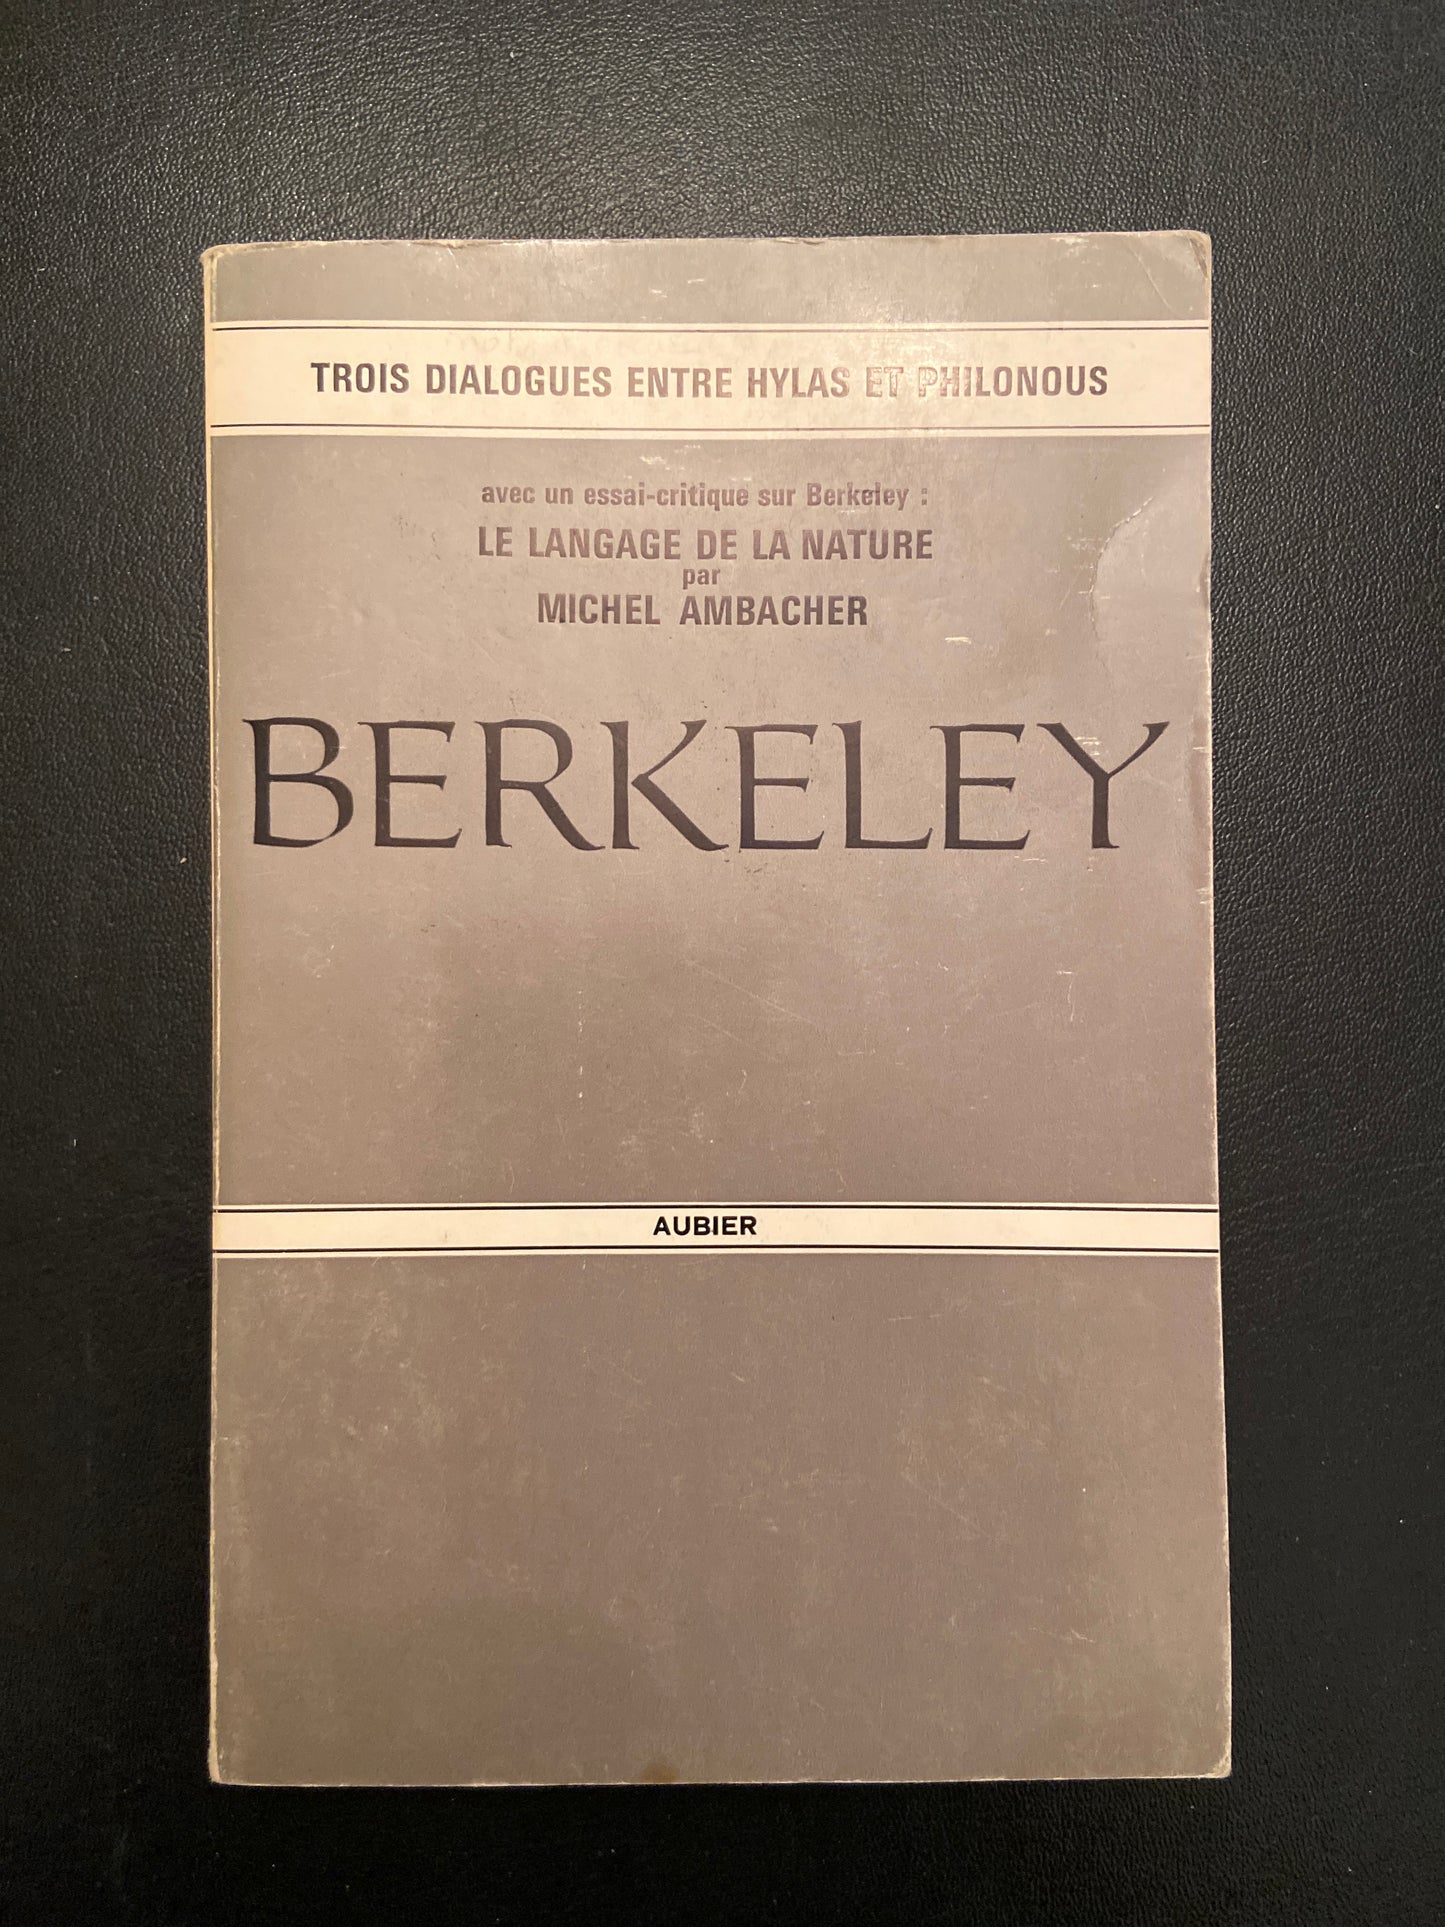 TROIS DIALOGUES ENTRE HYLAS ET PHILONOUS
avec un essai-critique sur Berkeley :
LE LANGAGE DE LA NATURE
par
MICHEL AMBACHER
BERKELEY
AUBIER